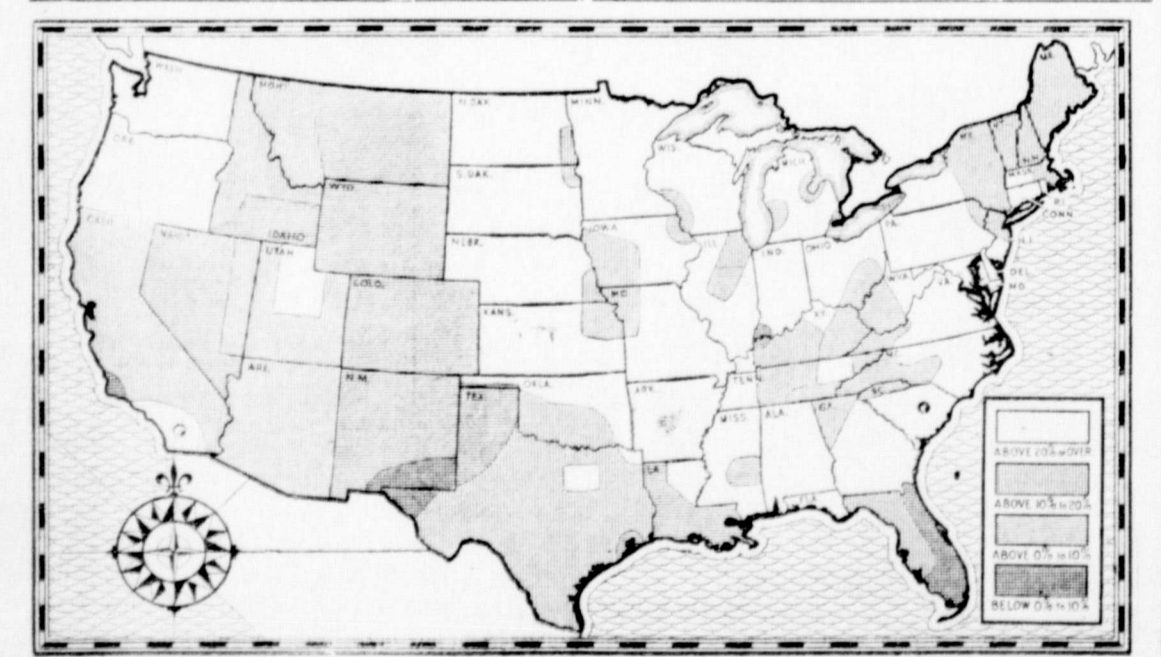 WASH.
MONT.
N.DAK.
MINN.
ME.
ORE.
WIS.
MICH.
S.DAK.
MASS.
WYO.
R.I.
CONN.
IDAHO
IOWA
PA.
CALIF.
UTAH
NEBR.
ILL.
IND.
OHIO
N.J.
DEL.
MD.
W.VA.
VA.
COLO.
KANS.
MO.
KY.
ARIZ.
N.M.
TEX.
OKLA.
ARK.
TENN.
MISS.
ALA.
GA.
S.C.
LA.
FLA.
ABOVE 20% or OVER
ABOVE 10% to 20%
ABOVE 0% to 10%
BELOW 0% to 10%